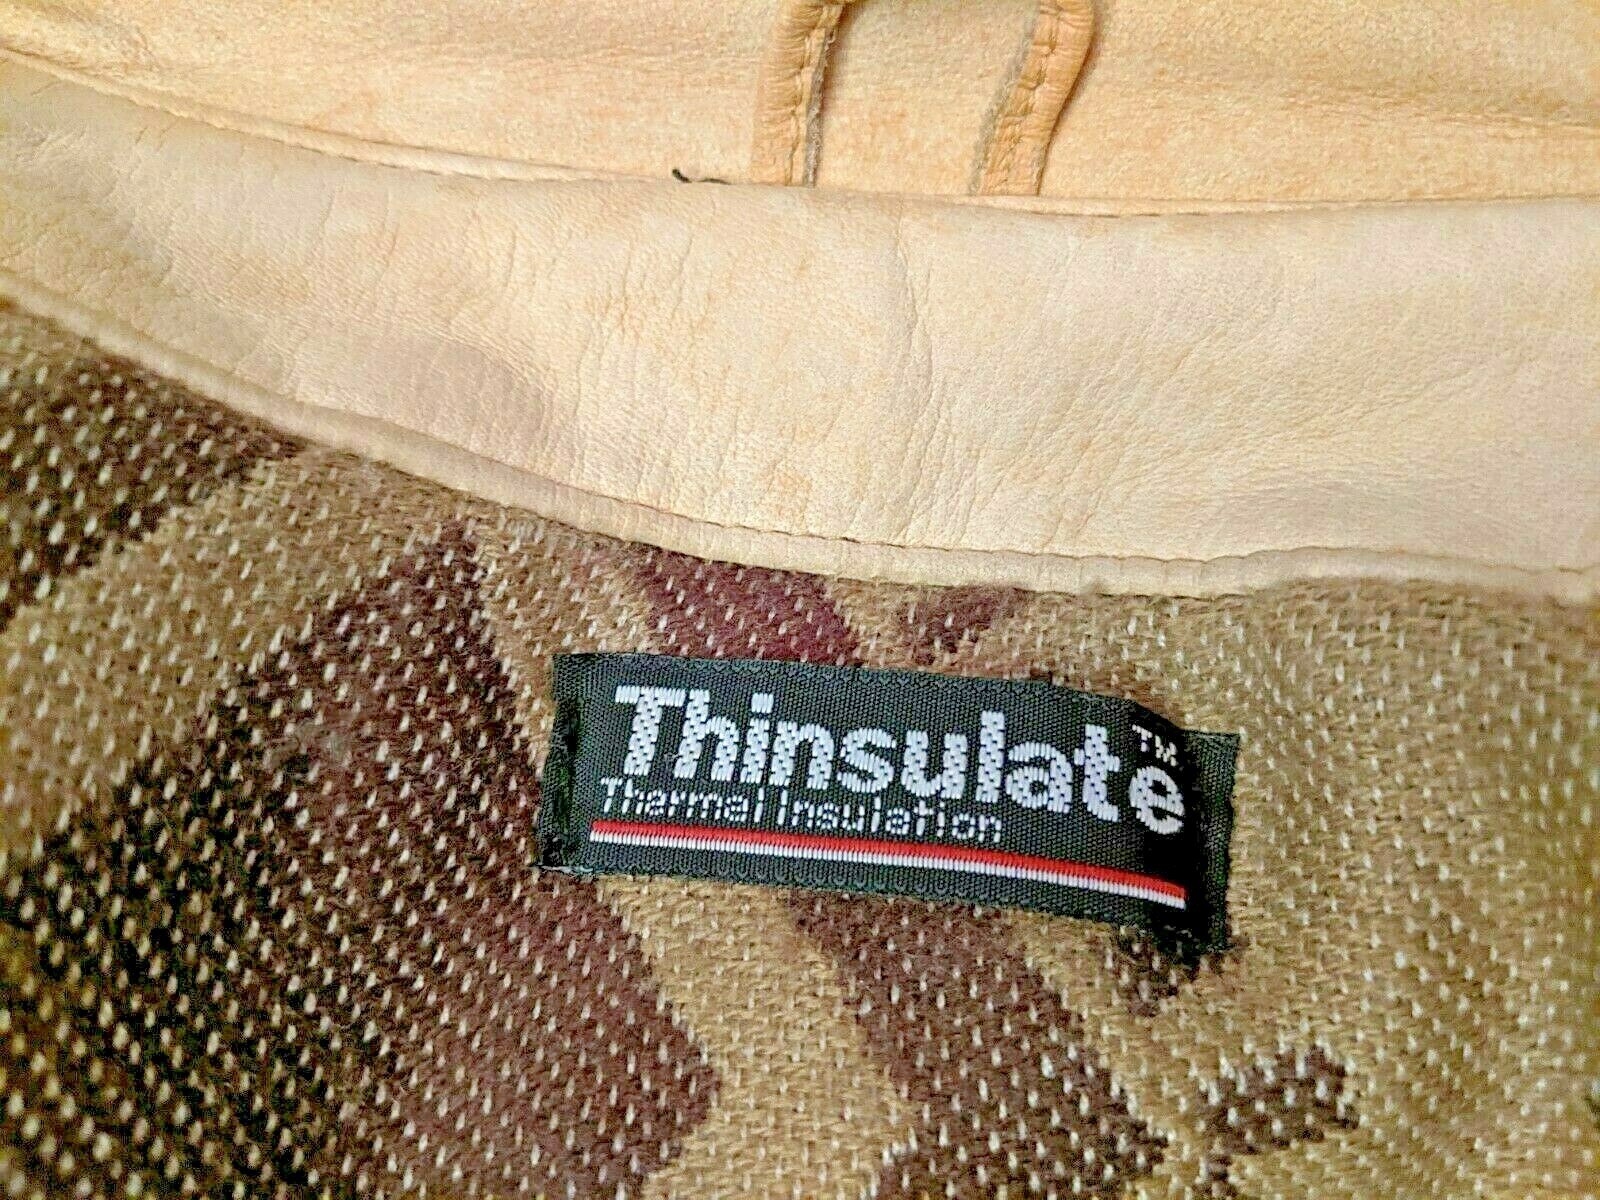 Thinsulate™
Thermal Insulation